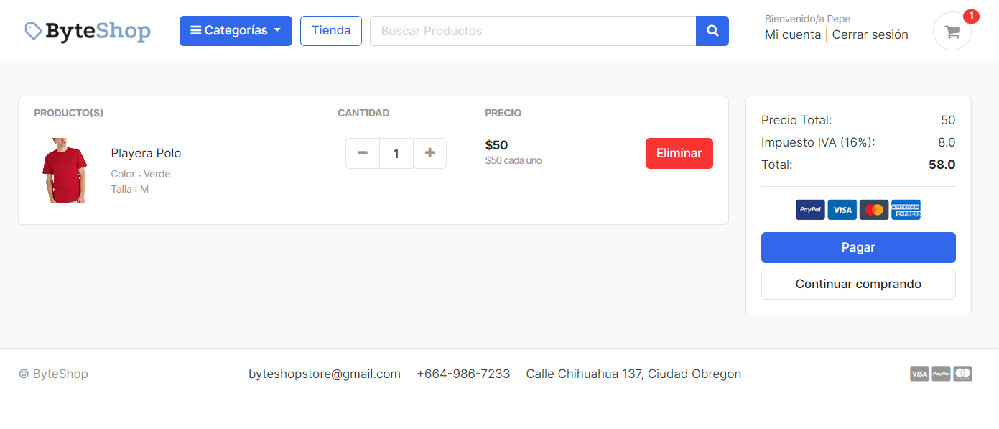 ByteShop
Categorías
Tienda
Buscar Productos
Bienvenido/a Pepe
Mi cuenta | Cerrar sesión
1
PRODUCTO(S) CANTIDAD PRECIO
Playera Polo
Color : Verde
Talla : M
1
$50
$50 cada uno
Eliminar
Precio Total: 50
Impuesto IVA (16%): 8.0
Total: 58.0
PayPal VISA AMERICAN EXPRESS
Pagar
Continuar comprando
© ByteShop byteshopstore@gmail.com +664-986-7233 Calle Chihuahua 137, Ciudad Obregon VISA PayPal